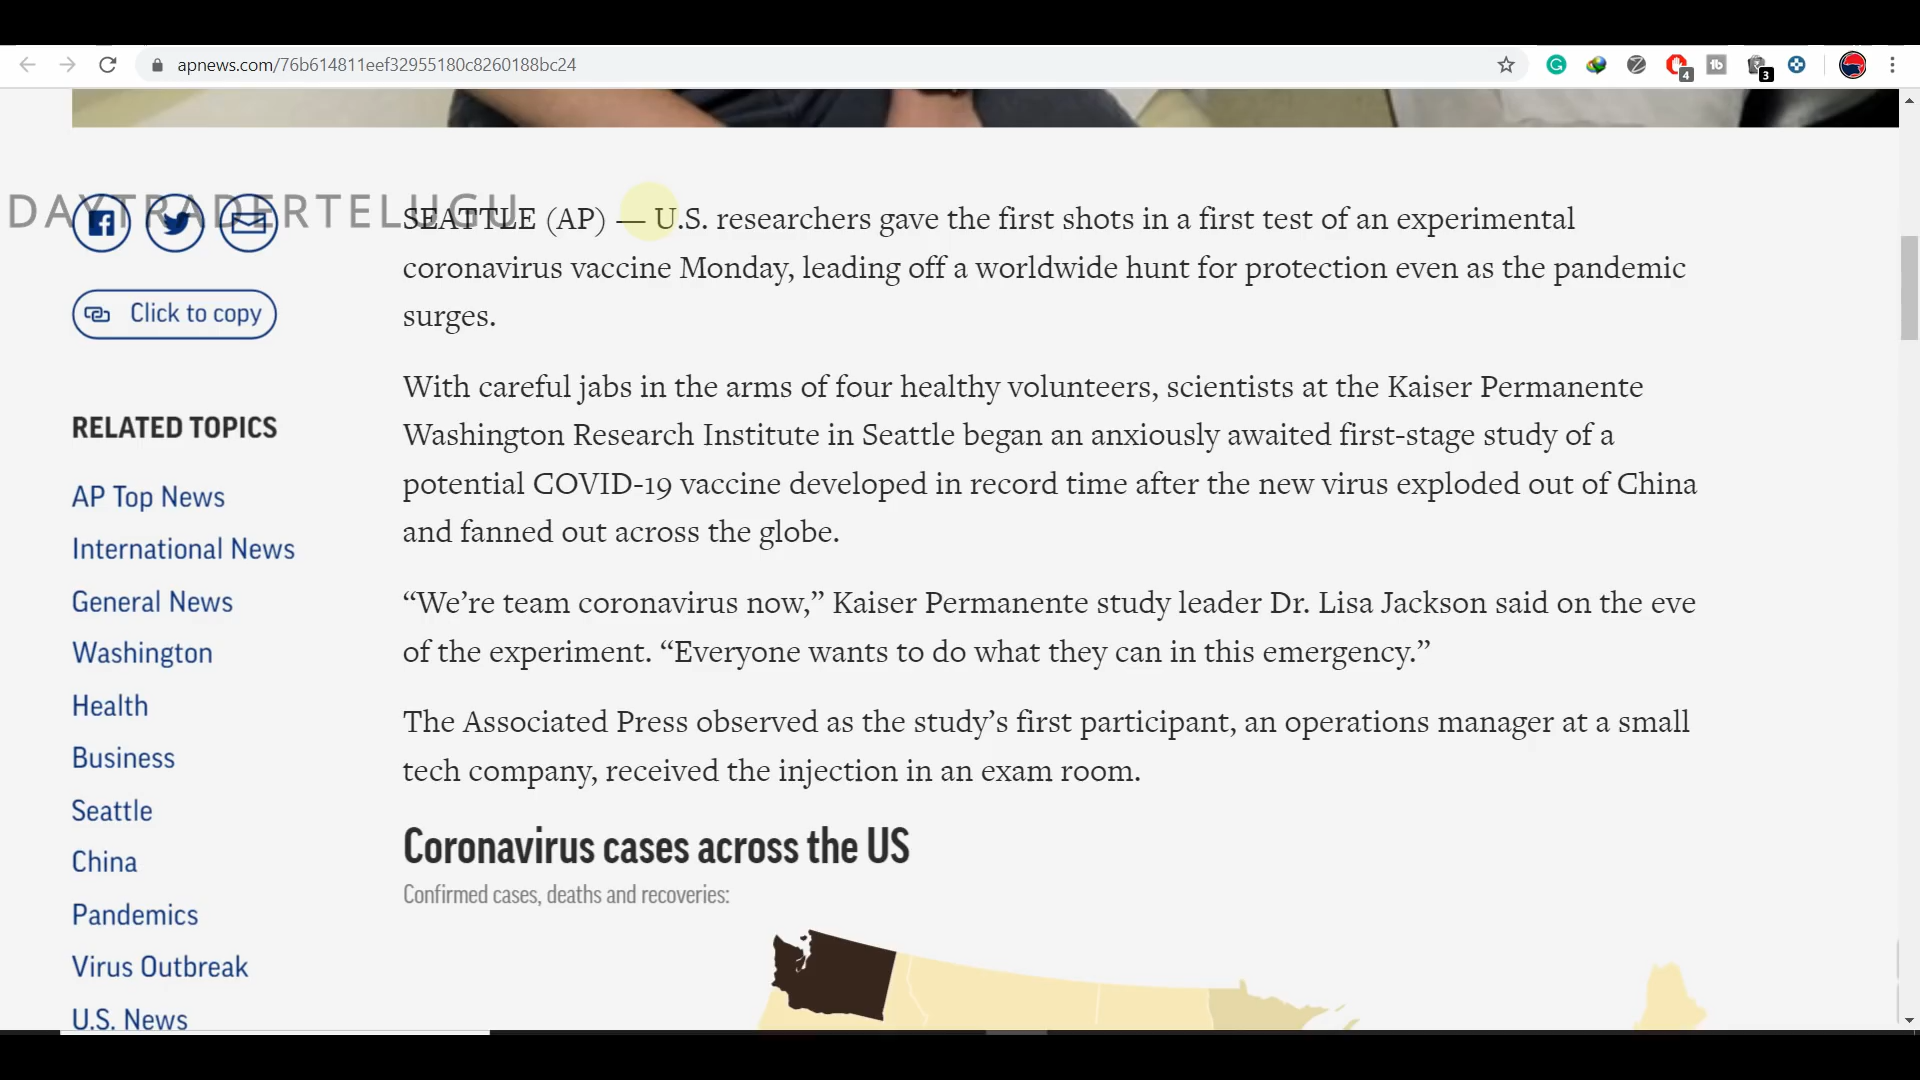 apnews.com/76b614811eef32955180c8260188bc24
4
3
DAYTRADERTELUGU
SEATTLE (AP) — U.S. researchers gave the first shots in a first test of an experimental
coronavirus vaccine Monday, leading off a worldwide hunt for protection even as the pandemic
surges.
Click to copy
With careful jabs in the arms of four healthy volunteers, scientists at the Kaiser Permanente
Washington Research Institute in Seattle began an anxiously awaited first-stage study of a
potential COVID-19 vaccine developed in record time after the new virus exploded out of China
and fanned out across the globe.
“We’re team coronavirus now,” Kaiser Permanente study leader Dr. Lisa Jackson said on the eve
of the experiment. “Everyone wants to do what they can in this emergency.”
The Associated Press observed as the study’s first participant, an operations manager at a small
tech company, received the injection in an exam room.
Coronavirus cases across the US
Confirmed cases, deaths and recoveries:
RELATED TOPICS
AP Top News
International News
General News
Washington
Health
Business
Seattle
China
Pandemics
Virus Outbreak
U.S. News